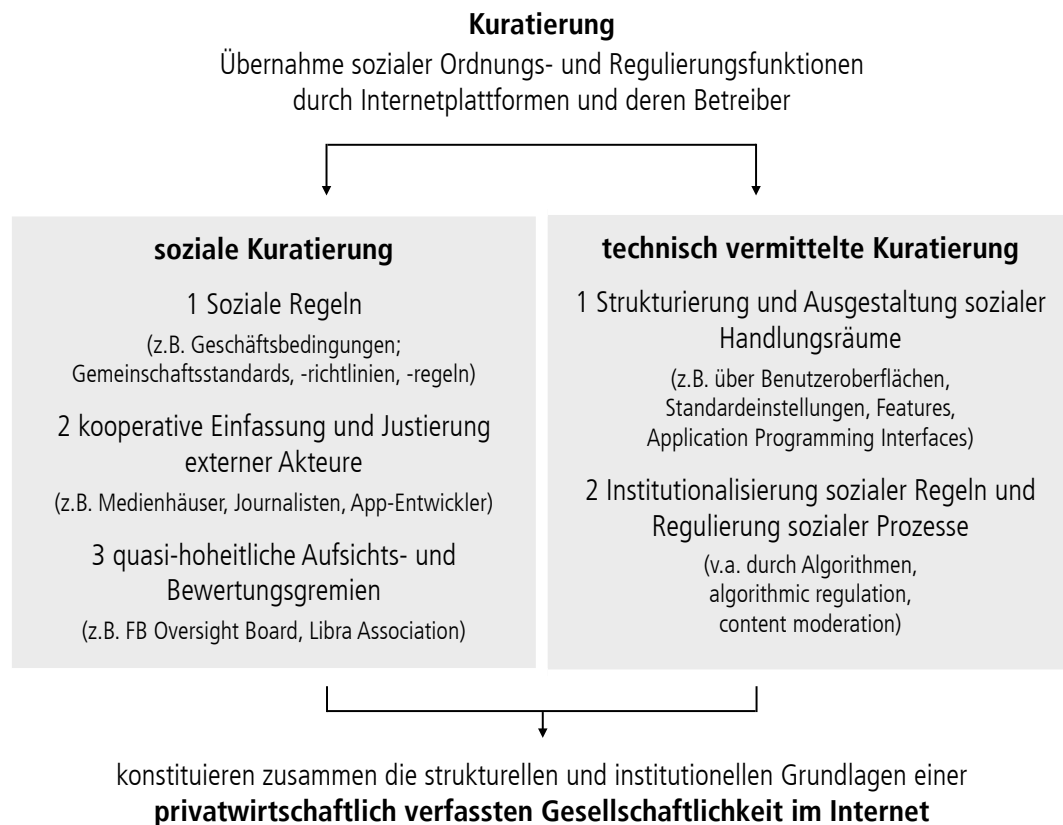 Kuratierung
Übernahme sozialer Ordnungs- und Regulierungsfunktionen
durch Internetplattformen und deren Betreiber
soziale Kuratierung
1 Soziale Regeln
(z.B. Geschäftsbedingungen;
Gemeinschaftsstandards, -richtlinien, -regeln)
2 kooperative Einfassung und Justierung
externer Akteure
(z.B. Medienhäuser, Journalisten, App-Entwickler)
3 quasi-hoheitliche Aufsichts- und
Bewertungsgremien
(z.B. FB Oversight Board, Libra Association)
technisch vermittelte Kuratierung
1 Strukturierung und Ausgestaltung sozialer
Handlungsräume
(z.B. über Benutzeroberflächen,
Standardeinstellungen, Features,
Application Programming Interfaces)
2 Institutionalisierung sozialer Regeln und
Regulierung sozialer Prozesse
(v.a. durch Algorithmen,
algorithmic regulation,
content moderation)
konstituieren zusammen die strukturellen und institutionellen Grundlagen einer
privatwirtschaftlich verfassten Gesellschaftlichkeit im Internet